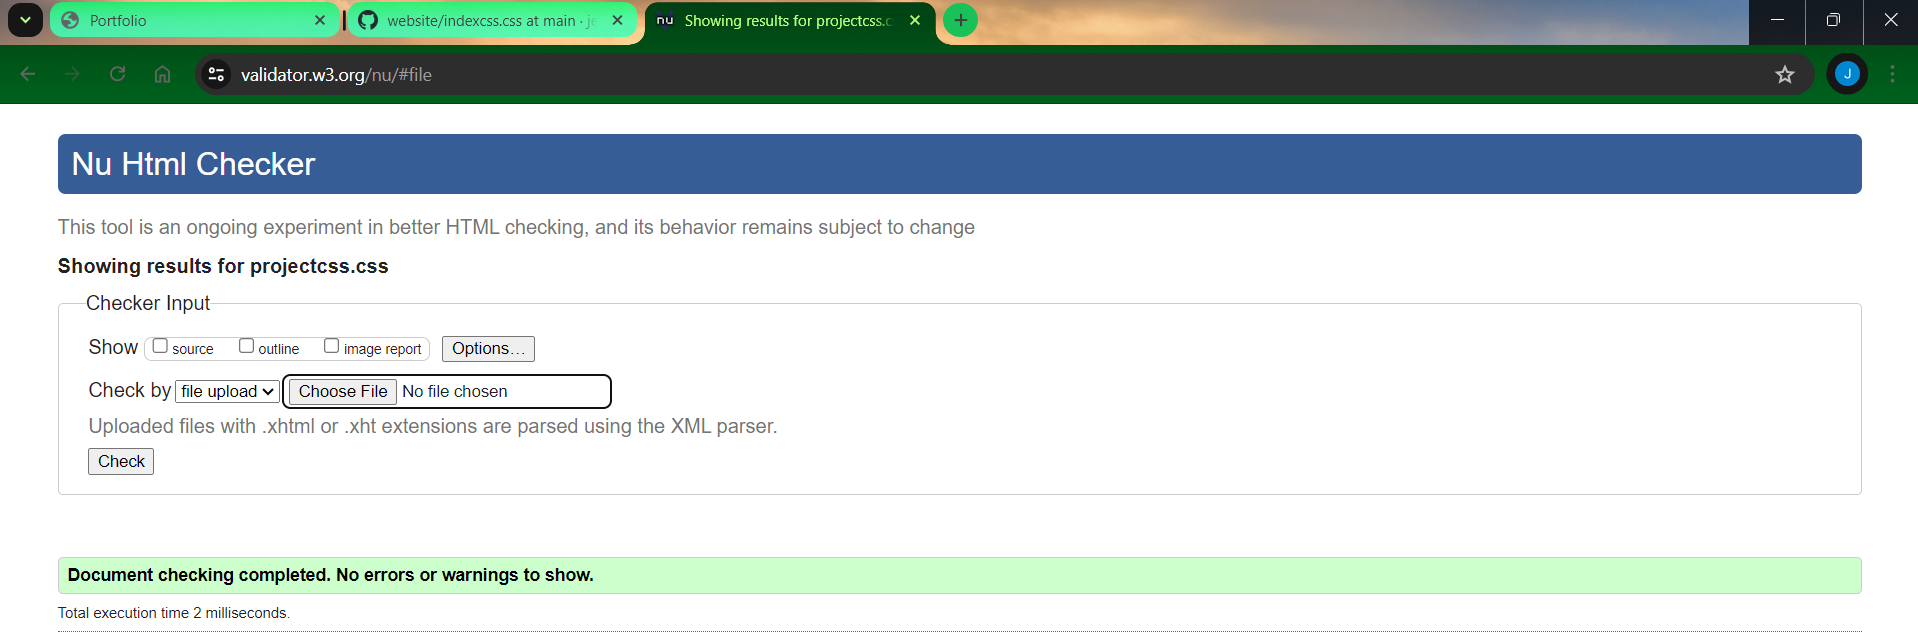 Portfolio
website/indexcss.css at main · je
nu Showing results for projectcss.c
validator.w3.org/nu/#file
J
Nu Html Checker
This tool is an ongoing experiment in better HTML checking, and its behavior remains subject to change
Showing results for projectcss.css
Checker Input
Show source outline image report Options...
Check by file upload Choose File No file chosen
Uploaded files with .xhtml or .xht extensions are parsed using the XML parser.
Check
Document checking completed. No errors or warnings to show.
Total execution time 2 milliseconds.